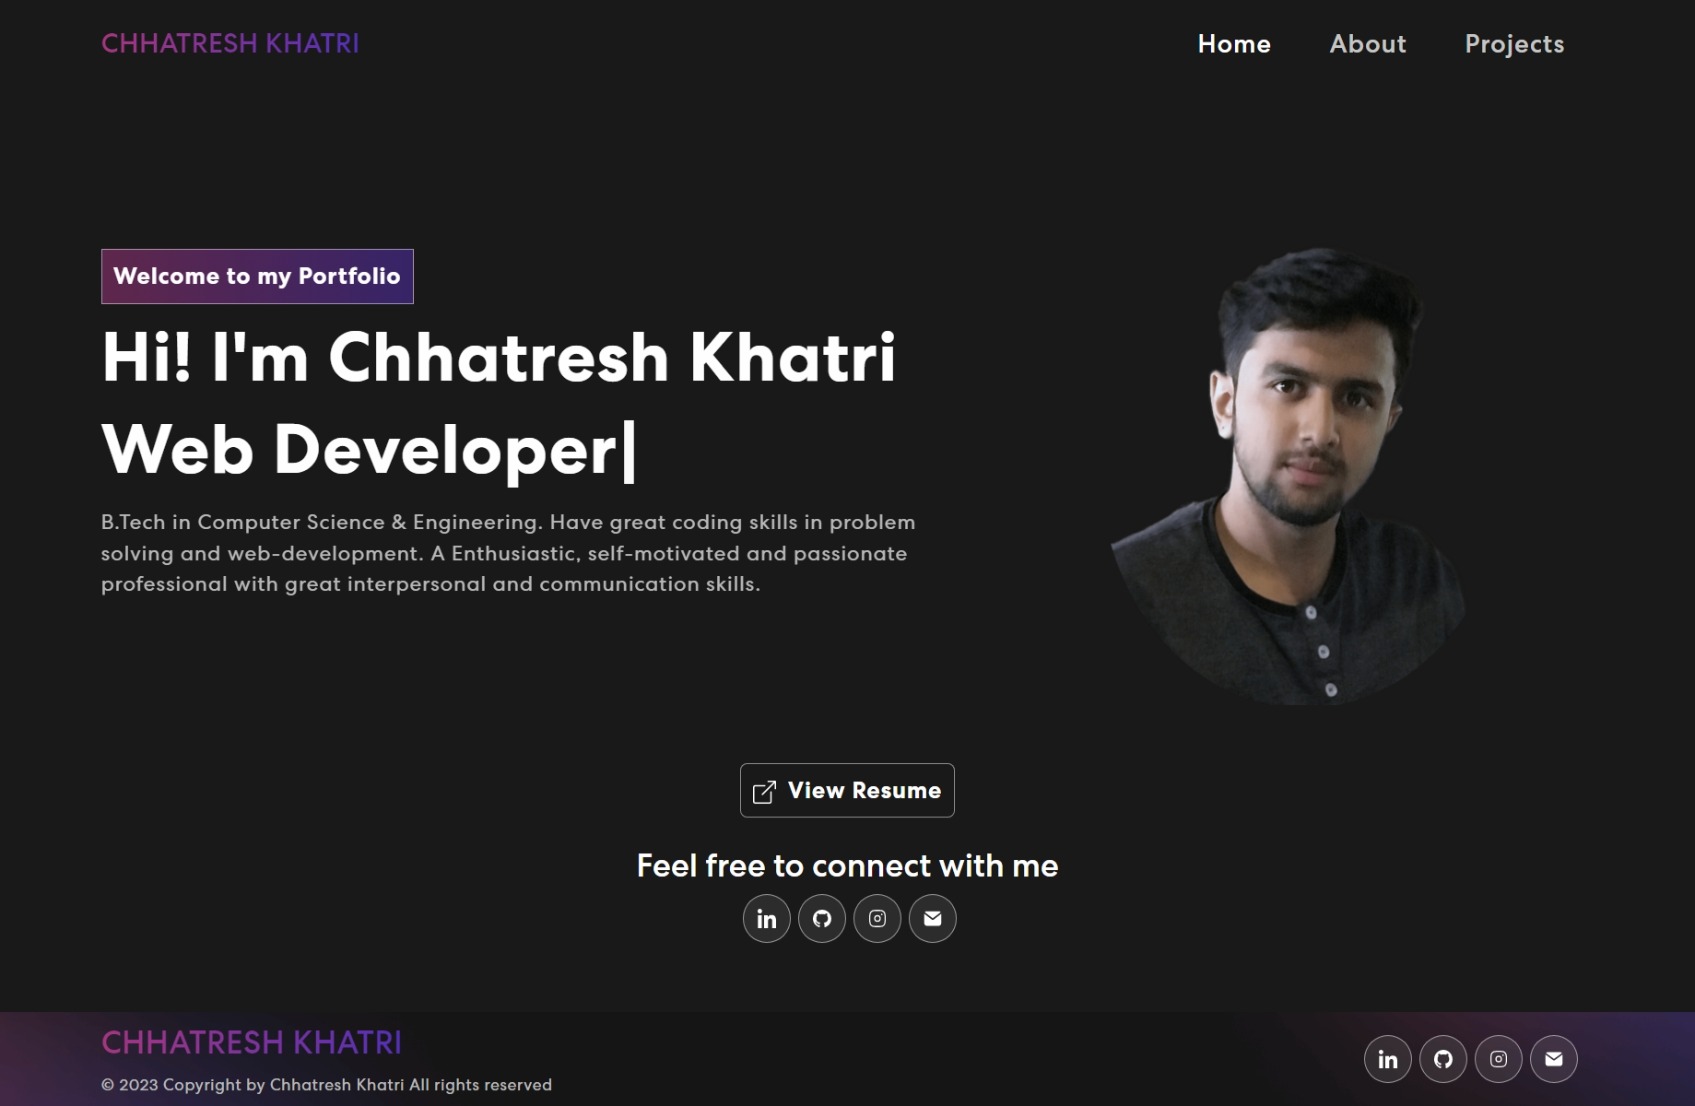 CHHATRESH KHATRI
Home
About
Projects
Welcome to my Portfolio
Hi! I'm Chhatresh Khatri
Web Developer|
B.Tech in Computer Science & Engineering. Have great coding skills in problem
solving and web-development. A Enthusiastic, self-motivated and passionate
professional with great interpersonal and communication skills.
View Resume
Feel free to connect with me
in
CHHATRESH KHATRI
© 2023 Copyright by Chhatresh Khatri All rights reserved
in